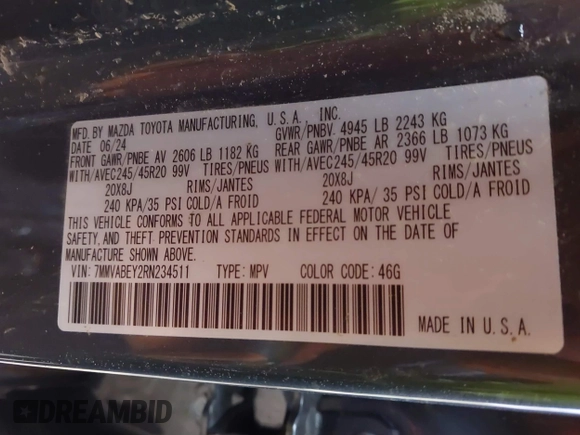 MFD. BY MAZDA TOYOTA MANUFACTURING, U.S.A. INC.
DATE 06/24 GVWR/PNBV. 4945 LB 2243 KG
FRONT GAWR/PNBE AV 2606 LB 1182 KG REAR GAWR/PNBE AR 2366 LB 1073 KG
WITH/AVEC245/45R20 99V TIRES/PNEUS WITH/AVEC245/45R20 99V TIRES/PNEUS
20X8J RIMS/JANTES 20X8J RIMS/JANTES
240 KPA/35 PSI COLD/A FROID 240 KPA/ 35 PSI COLD/A FROID
THIS VEHICLE CONFORMS TO ALL APPLICABLE FEDERAL MOTOR VEHICLE
SAFETY, AND THEFT PREVENTION STANDARDS IN EFFECT ON THE DATE OF
MANUFACTURE SHOWN ABOVE.
VIN: 7MMVABEY2RN234511 TYPE: MPV COLOR CODE: 46G
MADE IN U.S.A.
DREAMBID